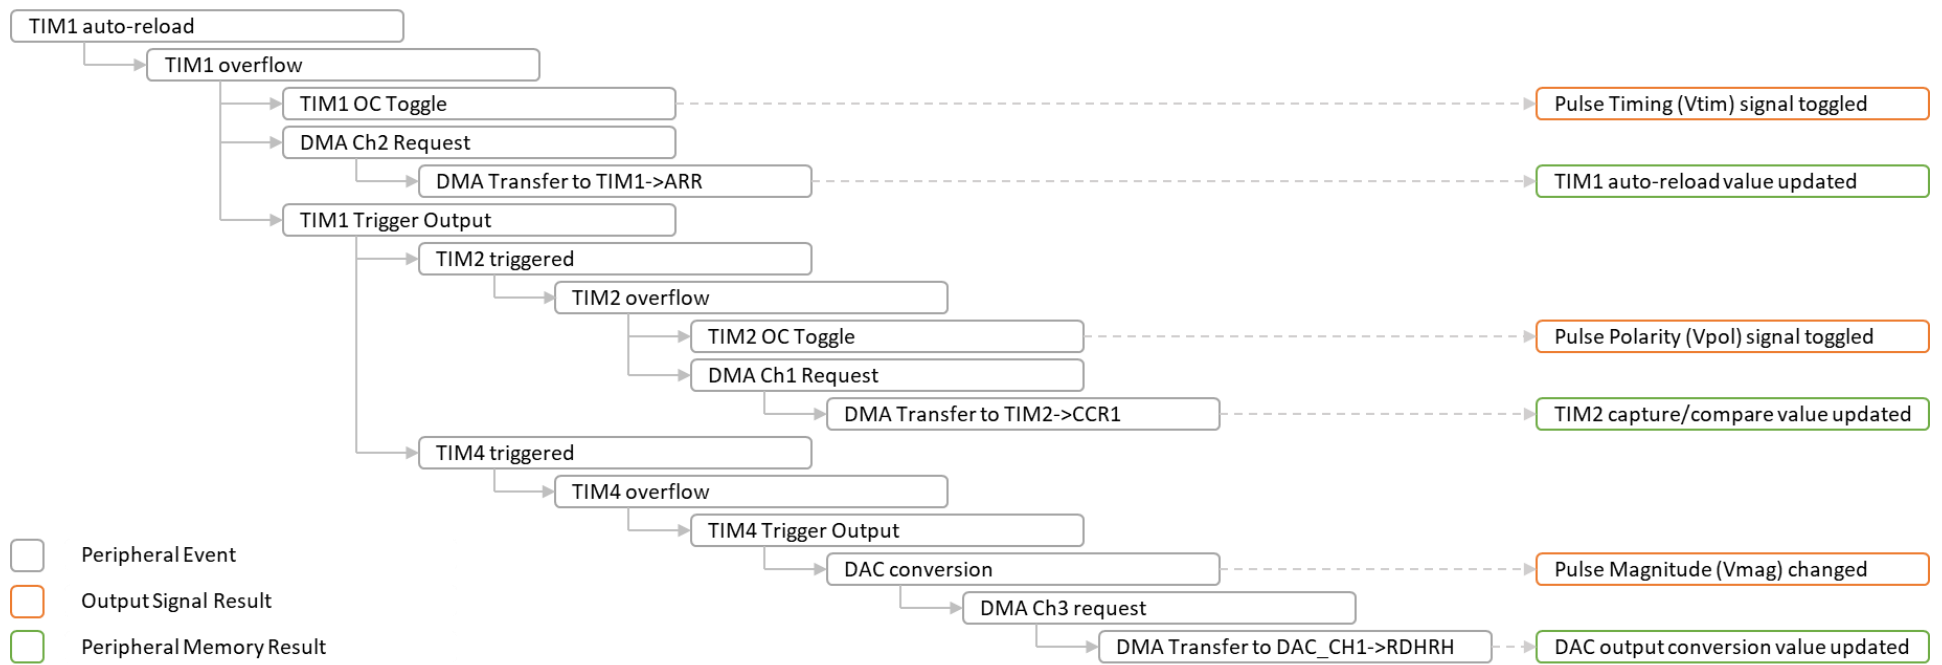 TIM1 auto-reload
TIM1 overflow
TIM1 OC Toggle
Pulse Timing (Vtim) signal toggled
DMA Ch2 Request
DMA Transfer to TIM1->ARR
TIM1 auto-reload value updated
TIM1 Trigger Output
TIM2 triggered
TIM2 overflow
TIM2 OC Toggle
Pulse Polarity (Vpol) signal toggled
DMA Ch1 Request
DMA Transfer to TIM2->CCR1
TIM2 capture/compare value updated
TIM4 triggered
TIM4 overflow
TIM4 Trigger Output
DAC conversion
Pulse Magnitude (Vmag) changed
DMA Ch3 request
DMA Transfer to DAC_CH1->RDHRH
DAC output conversion value updated
Peripheral Event
Output Signal Result
Peripheral Memory Result